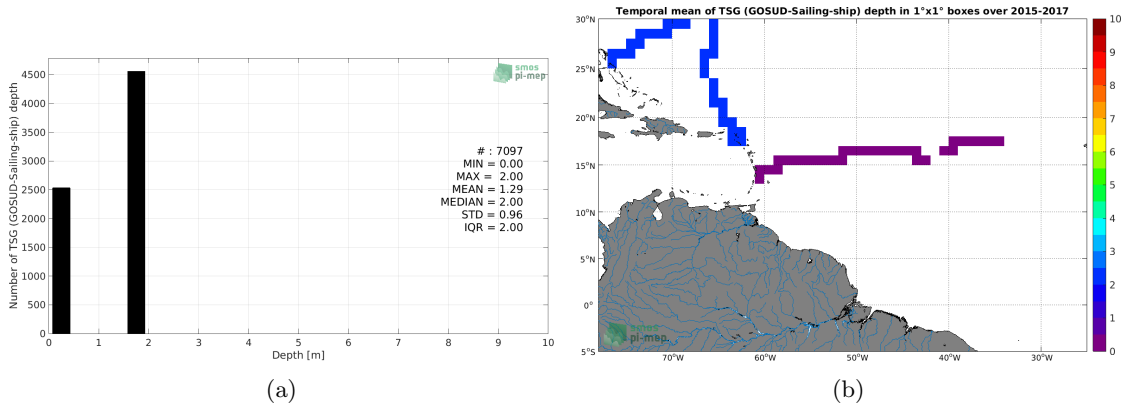 smos
pi-mep
Number of TSG (GOSUD-Sailing-ship) depth
4500
4000
3500
3000
2500
2000
1500
1000
500
0
# : 7097
MIN = 0.00
MAX = 2.00
MEAN = 1.29
MEDIAN = 2.00
STD = 0.96
IQR = 2.00
0 1 2 3 4 5 6 7 8 9 10
Depth [m]
(a)
Temporal mean of TSG (GOSUD-Sailing-ship) depth in 1°x1° boxes over 2015-2017
30°N
25°N
20°N
15°N
10°N
5°N
0°
5°S
70°W 60°W 50°W 40°W 30°W
smos
pi-mep
10
9
8
7
6
5
4
3
2
1
0
(b)